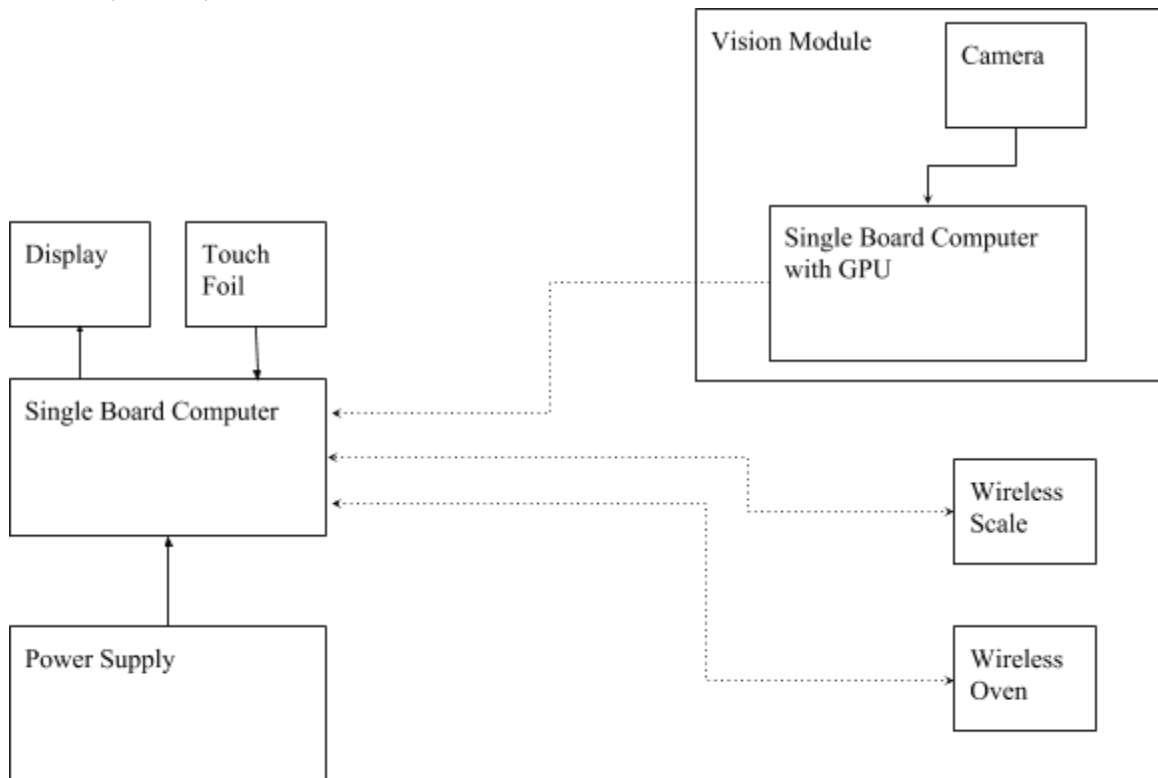 Vision Module
Camera
Single Board Computer
with GPU
Display
Touch
Foil
Single Board Computer
Wireless
Scale
Power Supply
Wireless
Oven